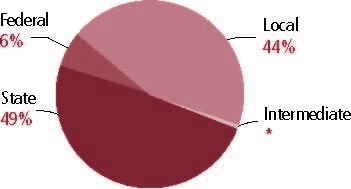 Federal
6%
Local
44%
State
49%
Intermediate
*